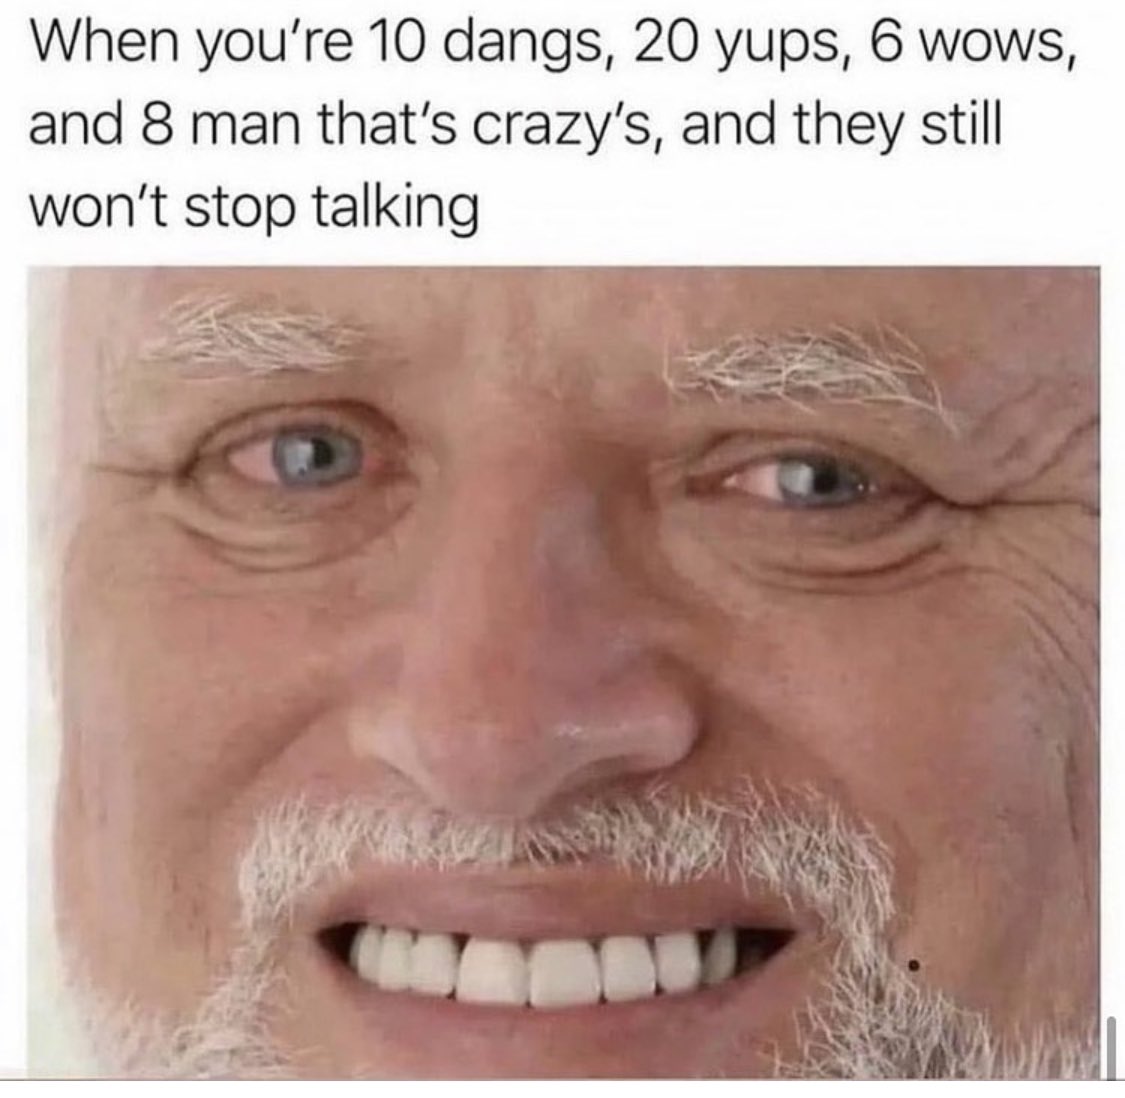 When you're 10 dangs, 20 yups, 6 wows,
and 8 man that's crazy's, and they still
won't stop talking